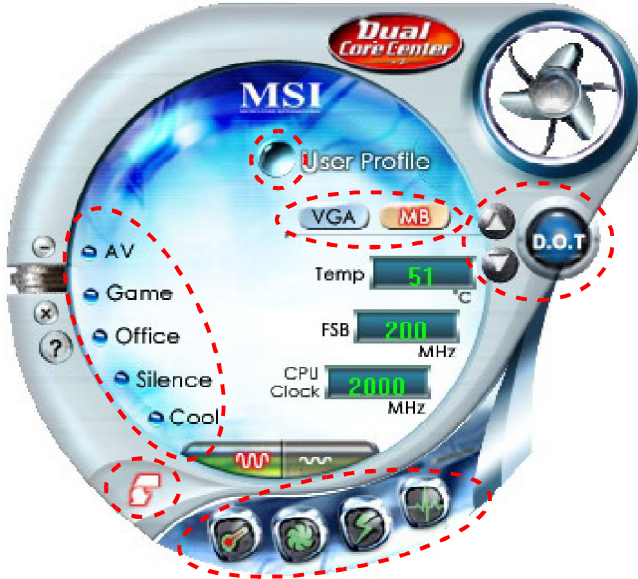 Dual
Core Center
MSI
User Profile
VGA
MB
D.O.T
AV
Temp
51
°C
Game
FSB
200
MHz
Office
CPU
Clock
2000
MHz
Silence
Cool
?